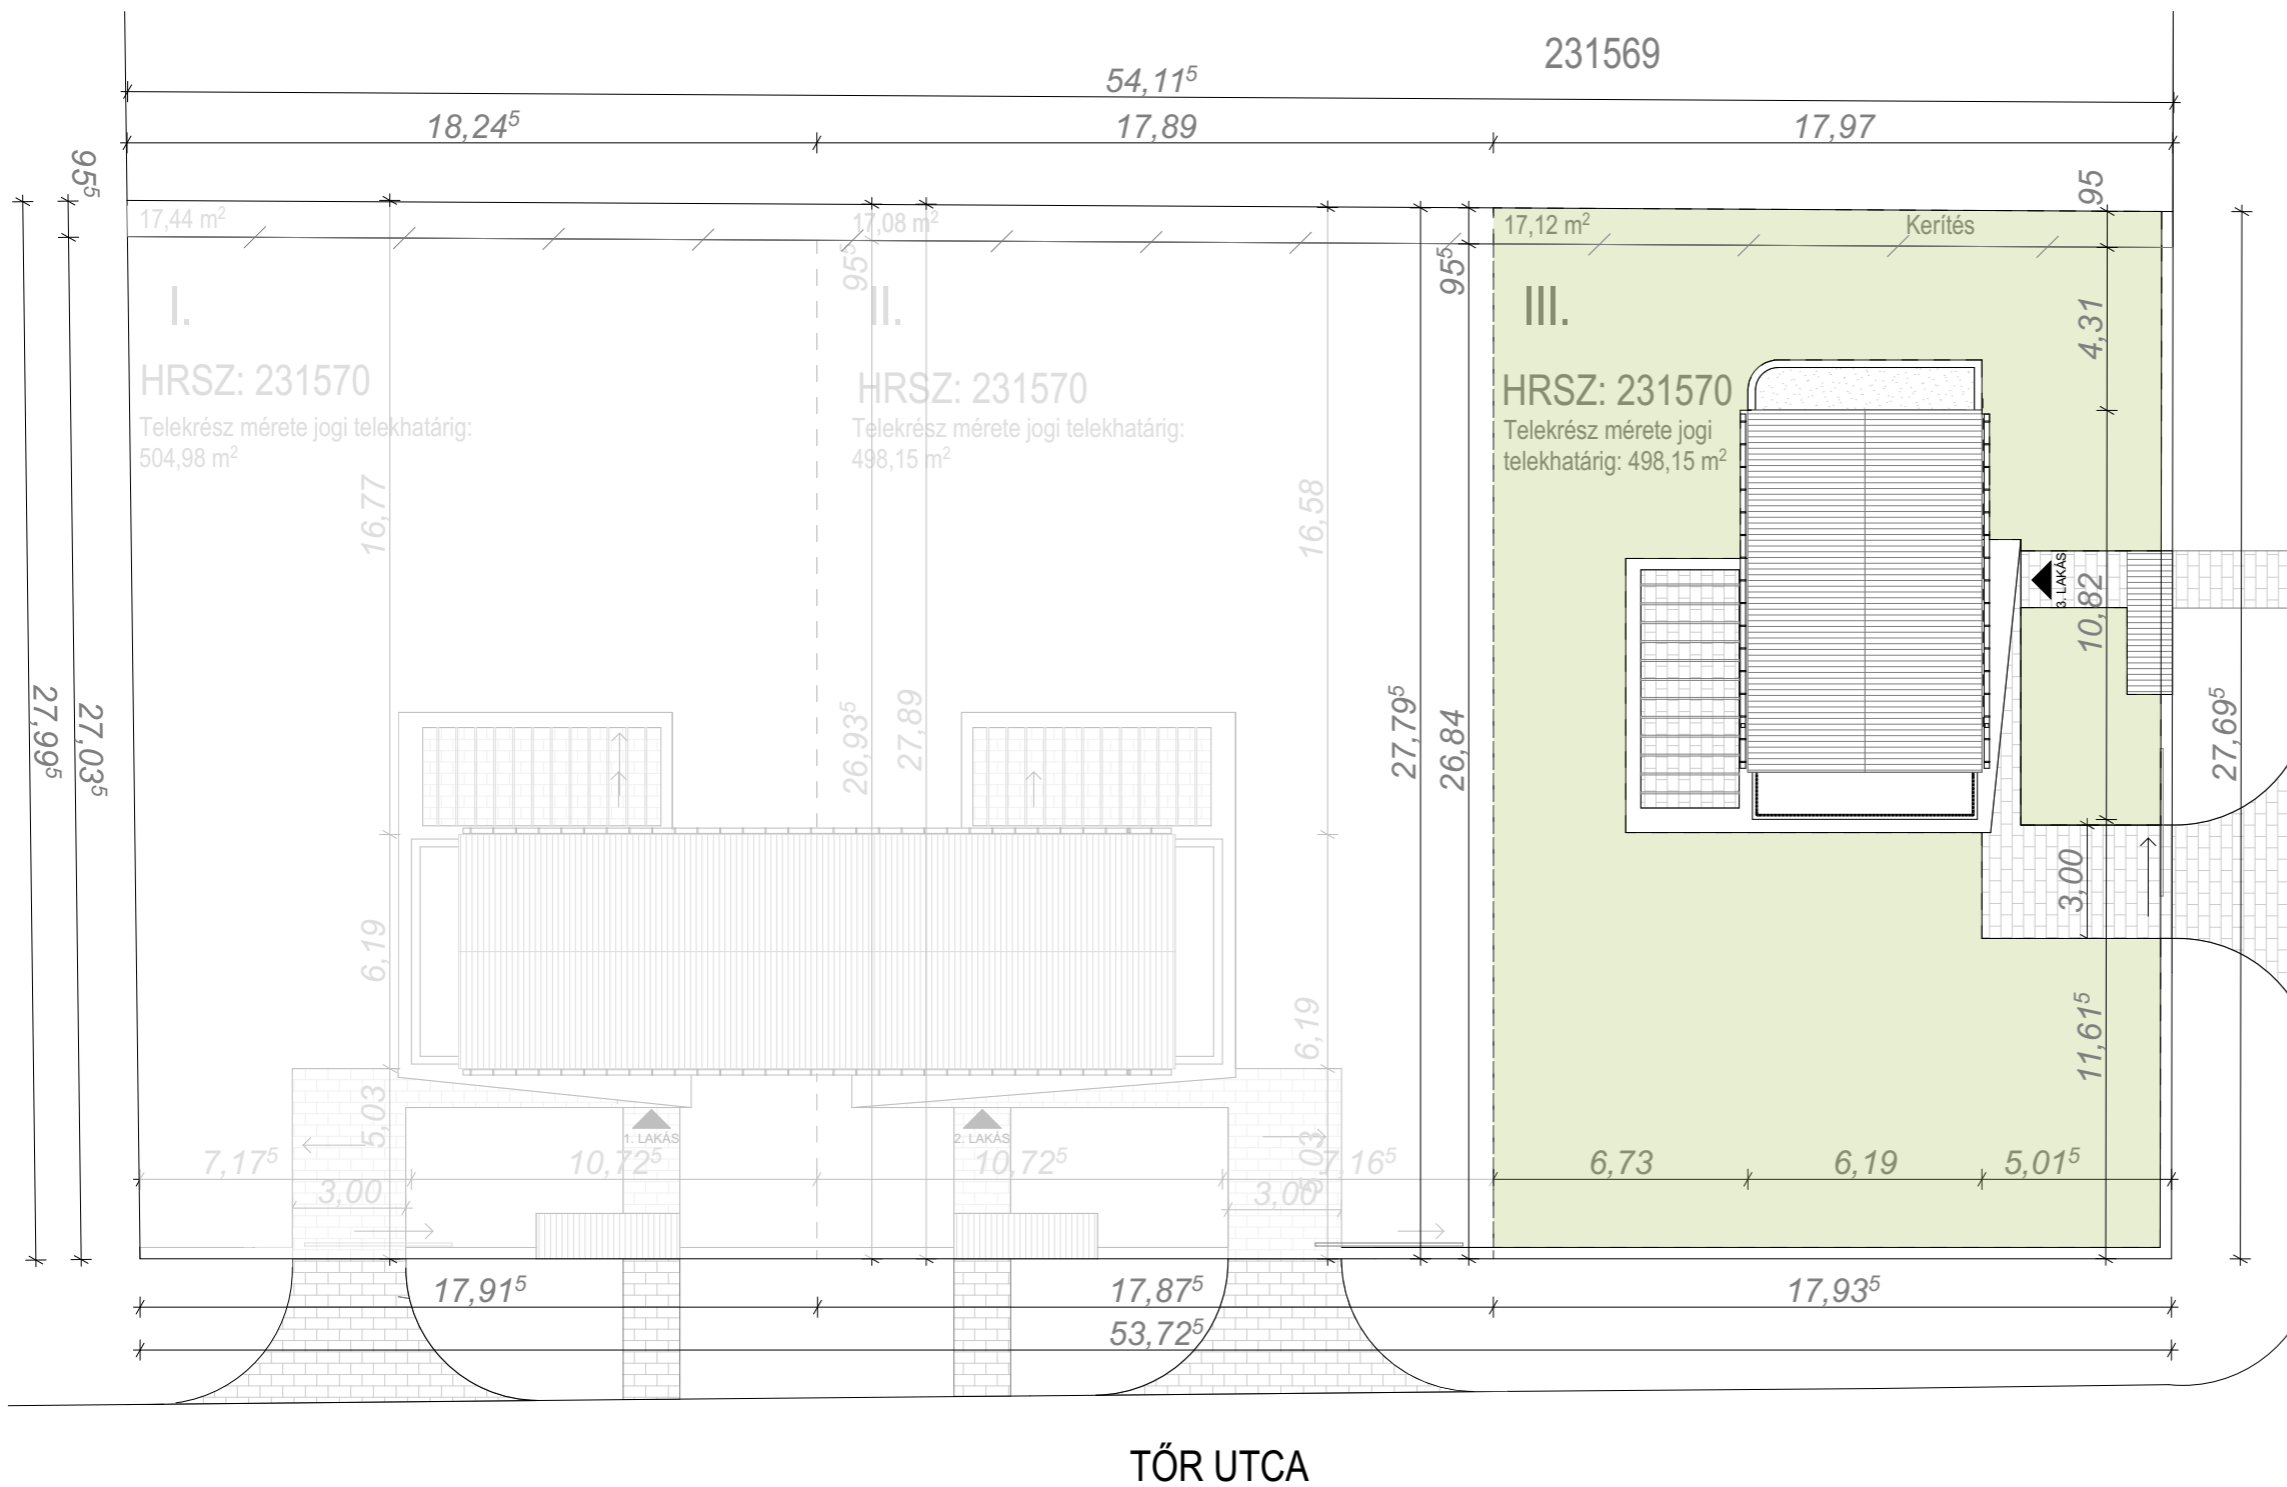 231569
54,11⁵
18,24⁵
17,89
17,97
95⁵
95
17,44 m²
17,08 m²
17,12 m²
Kerítés
95⁵
95⁵
I.
II.
III.
4,31
HRSZ: 231570
HRSZ: 231570
HRSZ: 231570
Telekrész mérete jogi telekhatárig:
504,98 m²
Telekrész mérete jogi telekhatárig:
498,15 m²
Telekrész mérete jogi
telekhatárig: 498,15 m²
16,77
16,58
3. LAKÁS
10,82
27,99⁵
27,03⁵
26,93⁵
27,89
27,79⁵
26,84
27,69⁵
3,00
6,19
6,19
11,61⁵
5,03
5,03
1. LAKÁS
2. LAKÁS
7,17⁵
10,72⁵
10,72⁵
7,16⁵
6,73
6,19
5,01⁵
3,00
3,00
17,91⁵
17,87⁵
17,93⁵
53,72⁵
TŐR UTCA